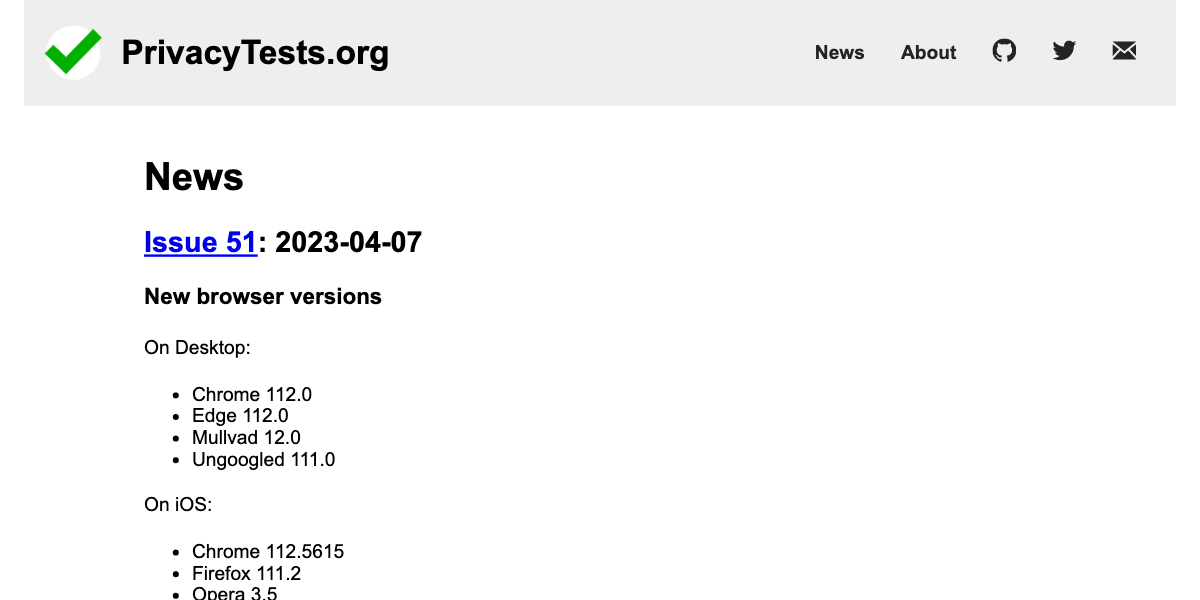 PrivacyTests.org
News
About
News
Issue 51: 2023-04-07
New browser versions
On Desktop:
Chrome 112.0
Edge 112.0
Mullvad 12.0
Ungoogled 111.0
On iOS:
Chrome 112.5615
Firefox 111.2
Opera 3.5